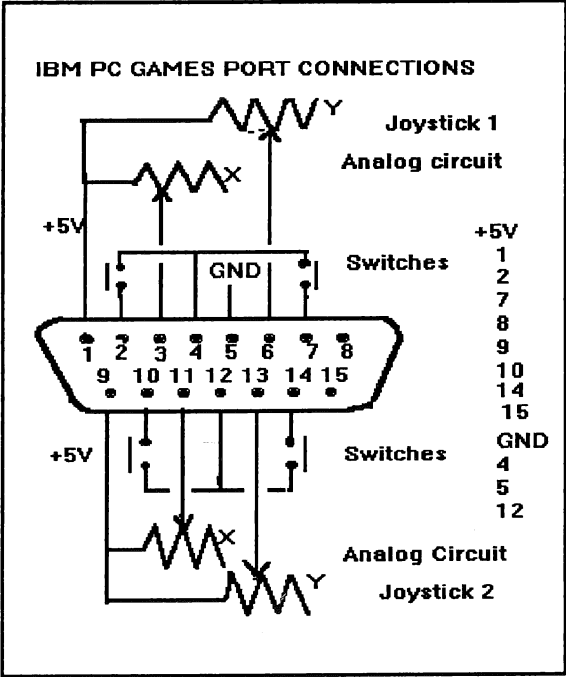 IBM PC GAMES PORT CONNECTIONS
Y
Joystick 1
Analog circuit
X
+5V
+5V
1
2
7
8
9
10
14
15
GND
4
5
12
GND
Switches
1 2 3 4 5 6 7 8
9 10 11 12 13 14 15
+5V
Switches
X
Analog Circuit
Y
Joystick 2